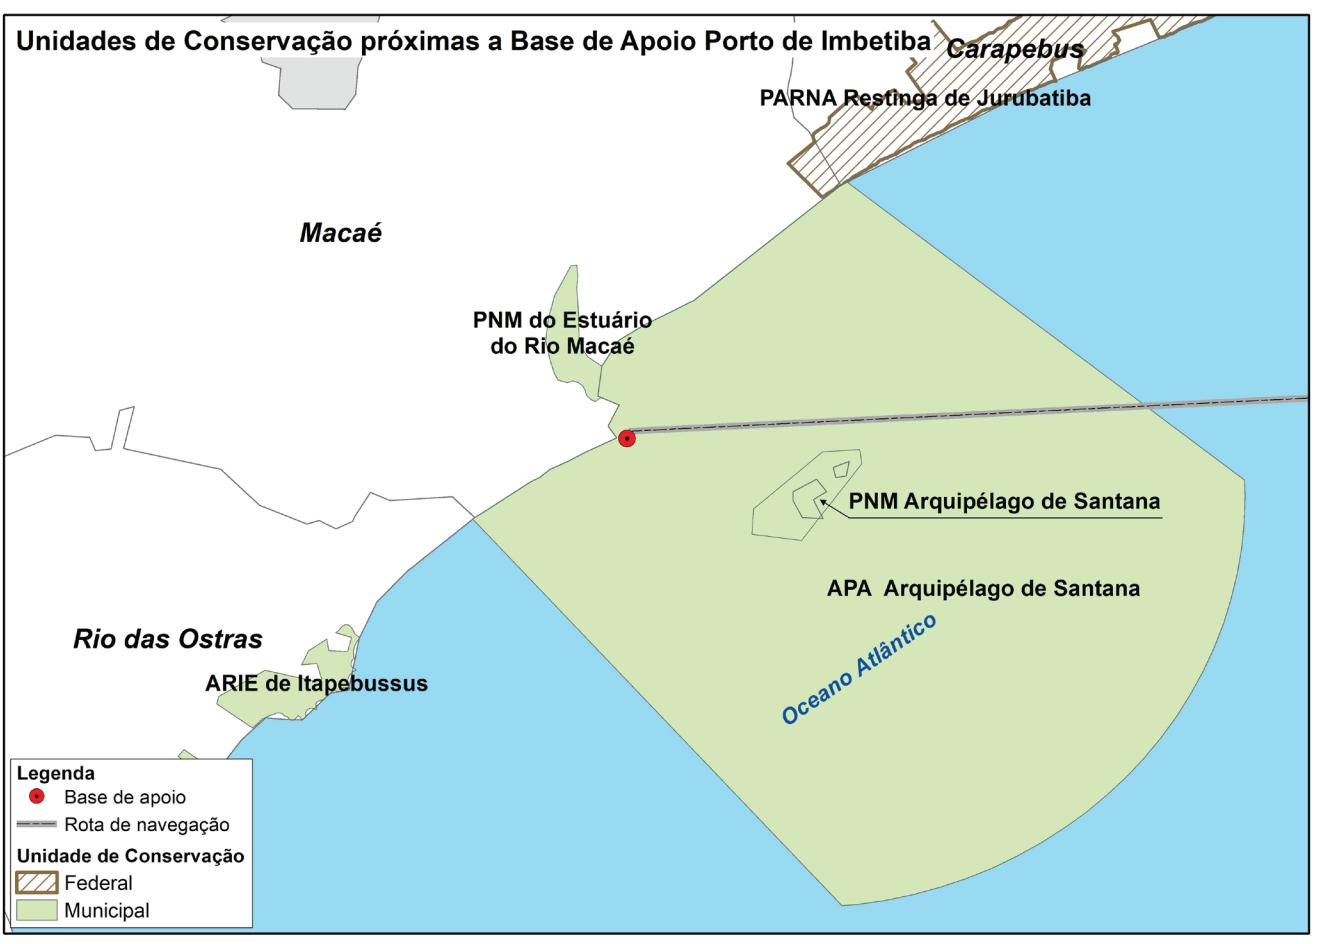 Unidades de Conservação próximas a Base de Apoio Porto de Imbetiba
Carapebus
PARNA Restinga de Jurubatiba
Macaé
PNM do Estuário
do Rio Macaé
PNM Arquipélago de Santana
APA Arquipélago de Santana
Oceano Atlântico
Rio das Ostras
ARIE de Itapebussus
Legenda
Base de apoio
Rota de navegação
Unidade de Conservação
Federal
Municipal